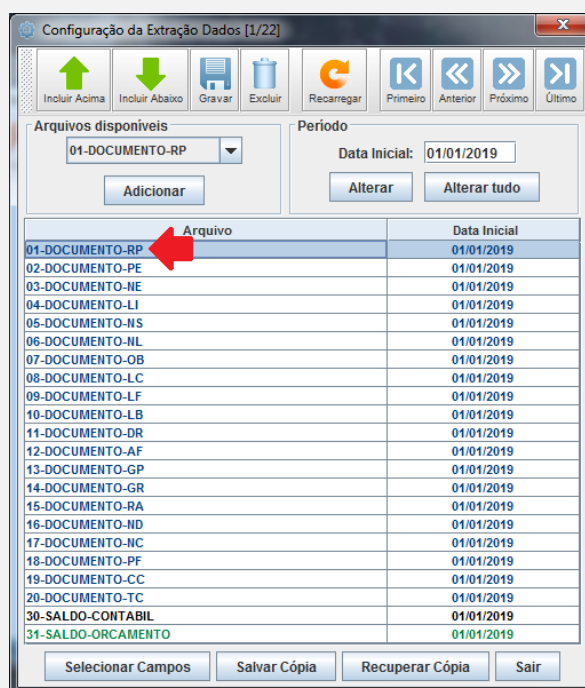 Configuração da Extração Dados [1/22]
Incluir Acima Incluir Abaixo Gravar Excluir Recarregar Primeiro Anterior Próximo Último
Arquivos disponíveis Período
01-DOCUMENTO-RP Data Inicial: 01/01/2019
Adicionar Alterar Alterar tudo
Arquivo Data Inicial
01-DOCUMENTO-RP 01/01/2019
02-DOCUMENTO-PE 01/01/2019
03-DOCUMENTO-NE 01/01/2019
04-DOCUMENTO-LI 01/01/2019
05-DOCUMENTO-NS 01/01/2019
06-DOCUMENTO-NL 01/01/2019
07-DOCUMENTO-OB 01/01/2019
08-DOCUMENTO-LC 01/01/2019
09-DOCUMENTO-LF 01/01/2019
10-DOCUMENTO-LB 01/01/2019
11-DOCUMENTO-DR 01/01/2019
12-DOCUMENTO-AF 01/01/2019
13-DOCUMENTO-GP 01/01/2019
14-DOCUMENTO-GR 01/01/2019
15-DOCUMENTO-RA 01/01/2019
16-DOCUMENTO-ND 01/01/2019
17-DOCUMENTO-NC 01/01/2019
18-DOCUMENTO-PF 01/01/2019
19-DOCUMENTO-CC 01/01/2019
20-DOCUMENTO-TC 01/01/2019
30-SALDO-CONTABIL 01/01/2019
31-SALDO-ORCAMENTO 01/01/2019
Selecionar Campos Salvar Cópia Recuperar Cópia Sair